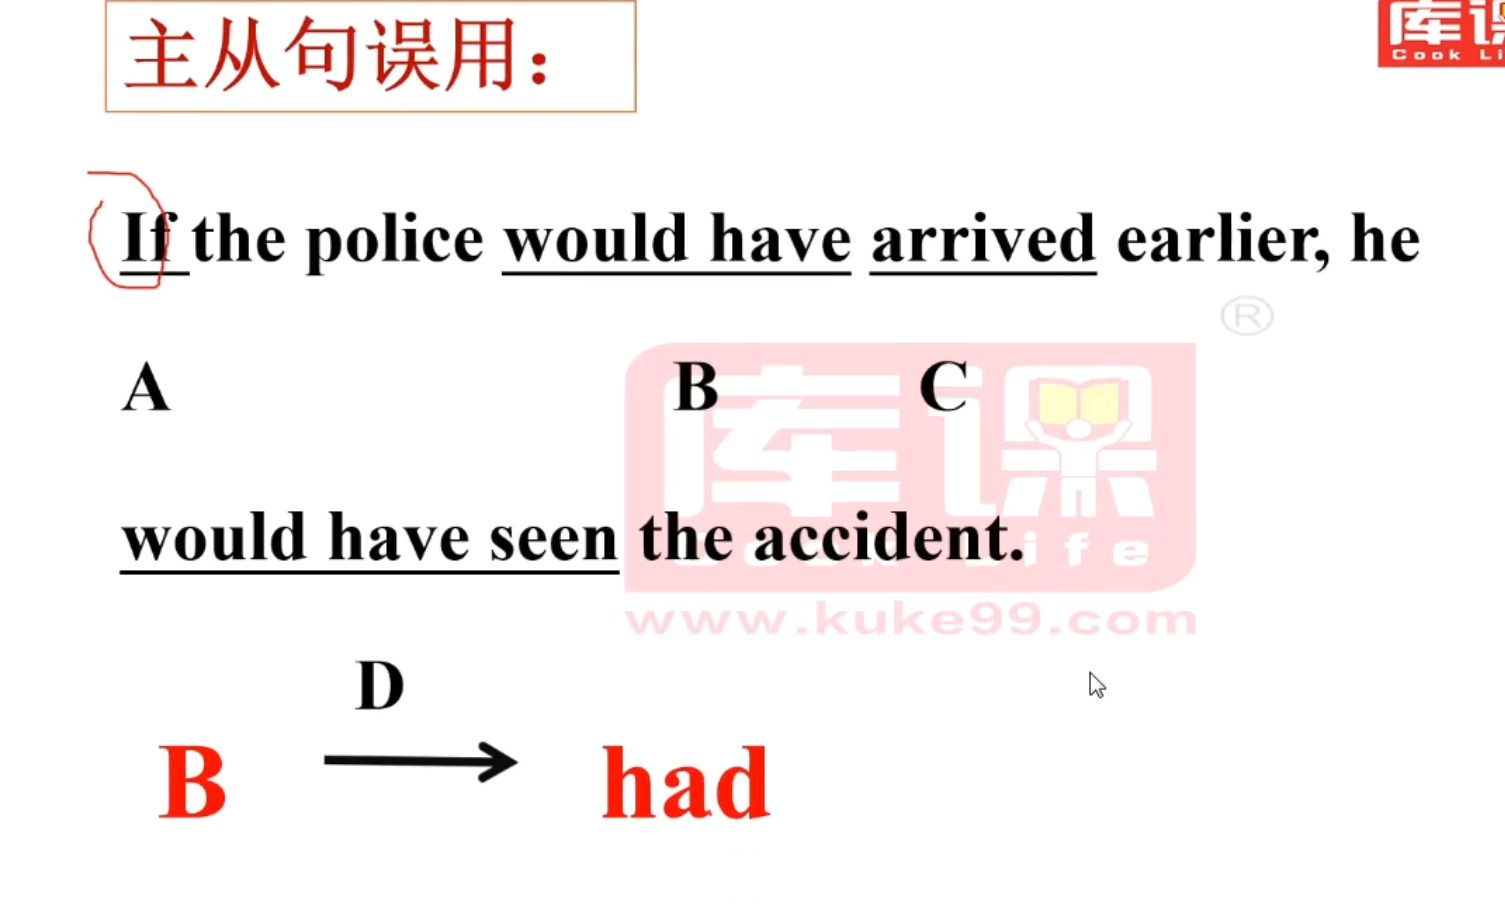 主从句误用：
库课
Cook Li
If the police would have arrived earlier, he
®
A B C
would have seen the accident.
库课
Cook Life
www.kuke99.com
D
B → had